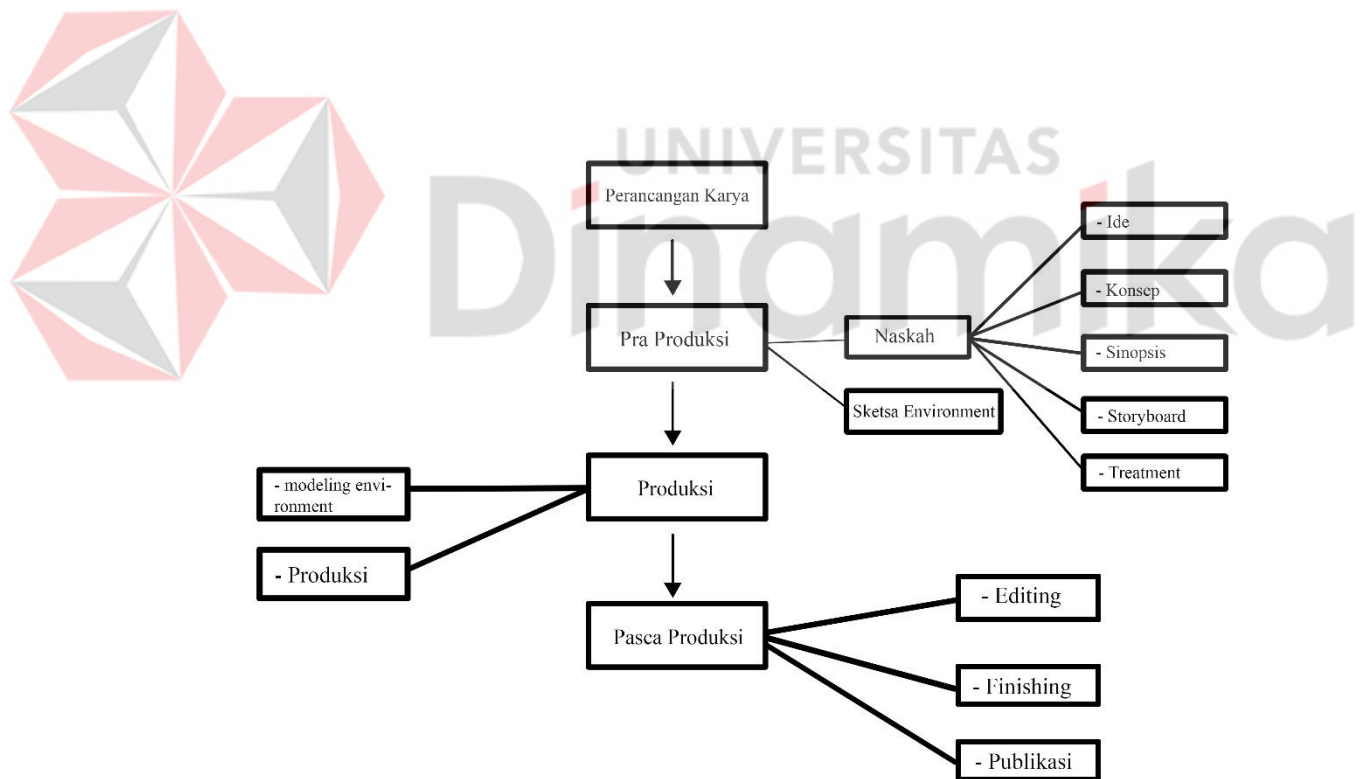 UNIVERSITAS
Dinamika
Perancangan Karya
Pra Produksi
Naskah
Sketsa Environment
- Ide
- Konsep
- Sinopsis
- Storyboard
- Treatment
Produksi
- modeling envi-
ronment
- Produksi
Pasca Produksi
- Editing
- Finishing
- Publikasi